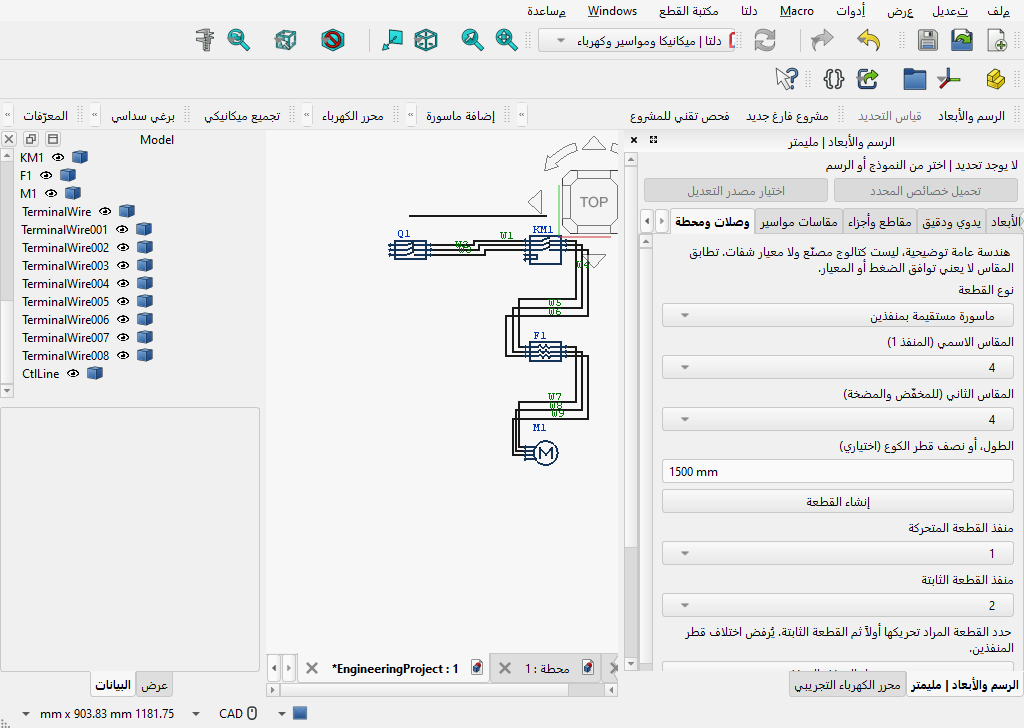 ملف تعديل عرض أدوات Macro دلتا مكتبة القطع Windows مساعدة
دلتا | ميكانيكا ومواسير وكهرباء
الرسم والأبعاد قياس التحديد مشروع فارغ جديد فحص تقني للمشروع
إضافة ماسورة
محرر الكهرباء
تجميع ميكانيكي
برغي سداسي
المعرّفات
الرسم والأبعاد | مليمتر
لا يوجد تحديد | اختر من النموذج أو الرسم
تحميل خصائص المحدد
اختيار مصدر التعديل
الأبعاد
يدوي ودقيق
مقاطع وأجزاء
مقاسات مواسير
وصلات ومحطة
هندسة عامة توضيحية، ليست كتالوج مصنّع ولا معيار شفات. تطابق
المقاس لا يعني توافق الضغط أو المعيار.
نوع القطعة
ماسورة مستقيمة بمنفذين
المقاس الاسمي (المنفذ 1)
4
المقاس الثاني (للمخفّض والمضخة)
4
الطول، أو نصف قطر الكوع (اختياري)
1500 mm
إنشاء القطعة
منفذ القطعة المتحركة
1
منفذ القطعة الثابتة
2
حدد القطعة المراد تحريكها أولاً ثم القطعة الثابتة. يُرفض اختلاف قطر
المنفذين.
الرسم والأبعاد | مليمتر
محرر الكهرباء التجريبي
Model
KM1
F1
M1
TerminalWire
TerminalWire001
TerminalWire002
TerminalWire003
TerminalWire004
TerminalWire005
TerminalWire006
TerminalWire007
TerminalWire008
CtlLine
عرض
البيانات
TOP
Q1
W1
W2
W3
KM1
W4
W5
W6
F1
W7
W8
W9
M1
M
محطة : 1
*EngineeringProject : 1
CAD
1181.75 mm x 903.83 mm